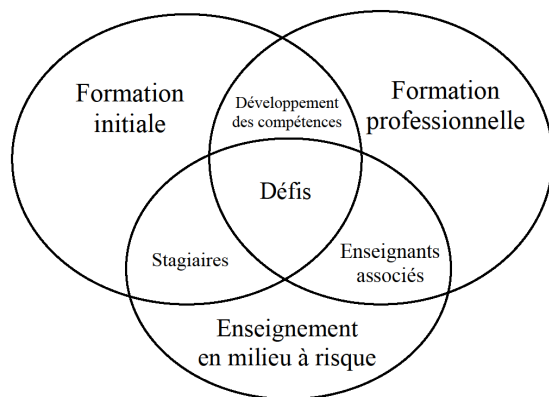 Formation
initiale
Développement
des compétences
Formation
professionnelle
Défis
Stagiaires
Enseignants
associés
Enseignement
en milieu à risque